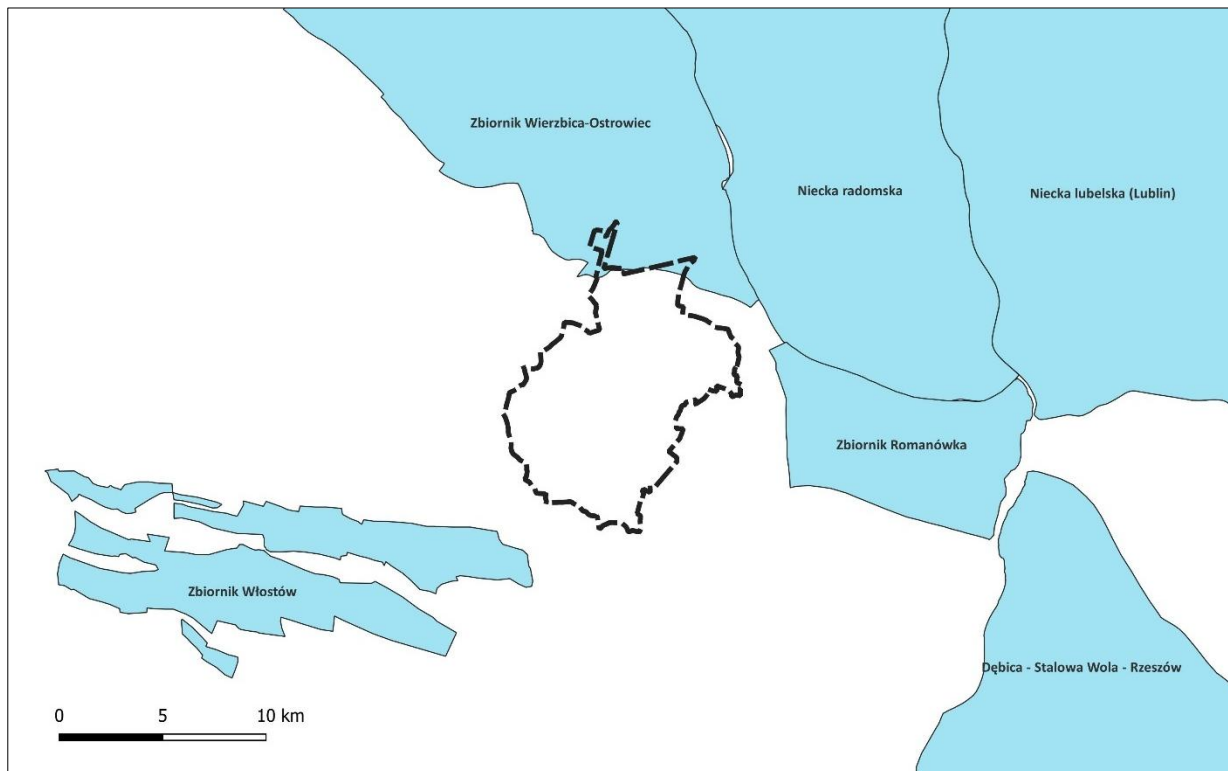 Zbiornik Wierzbica-Ostrowiec
Niecka radomska
Niecka lubelska (Lublin)
Zbiornik Romanówka
Zbiornik Włostów
Dębica - Stalowa Wola - Rzeszów
0 5 10 km